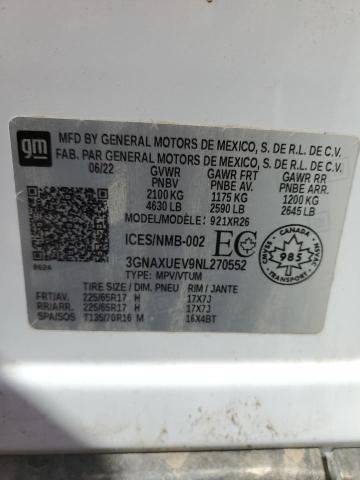 gm
MFD BY GENERAL MOTORS DE MEXICO, S. DE R.L. DE C.V.
FAB. PAR GENERAL MOTORS DE MEXICO, S. DE R.L. DE C.V.
06/22 GVWR GAWR FRT GAWR RR
PNBV PNBE AV. PNBE ARR.
2100 KG 1175 KG 1200 KG
4630 LB 2590 LB 2645 LB
MODEL/MODÈLE: 921XR26
ICES/NMB-002 EC
CANADA
985
TRANSPORT
8624
3GNAXUEV9NL270552
TYPE: MPV/VTUM
TIRE SIZE / DIM. PNEU RIM / JANTE
FRT/AV. 225/65R17 H 17X7J
RR/ARR. 225/65R17 H 17X7J
SPA/SOS T135/70R16 M 16X4BT